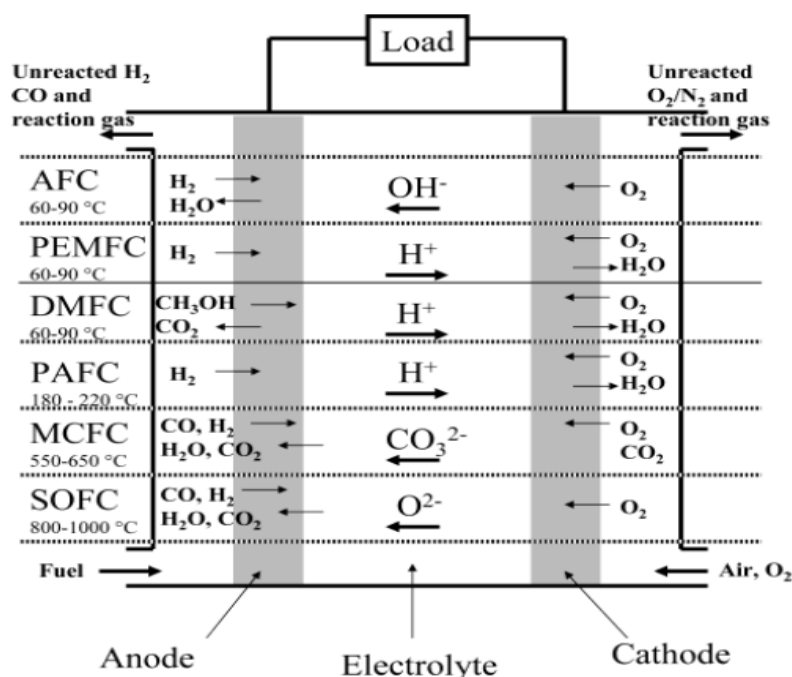 Load
Unreacted H₂
CO and
reaction gas
Unreacted
O₂/N₂ and
reaction gas
AFC
60-90 °C
H₂
H₂O
OH⁻
O₂
PEMFC
60-90 °C
H₂
H⁺
O₂
H₂O
DMFC
60-90 °C
CH₃OH
CO₂
H⁺
O₂
H₂O
PAFC
180 - 220 °C
H₂
H⁺
O₂
H₂O
MCFC
550-650 °C
CO, H₂
H₂O, CO₂
CO₃²⁻
O₂
CO₂
SOFC
800-1000 °C
CO, H₂
H₂O, CO₂
O²⁻
O₂
Fuel
Air, O₂
Anode
Electrolyte
Cathode